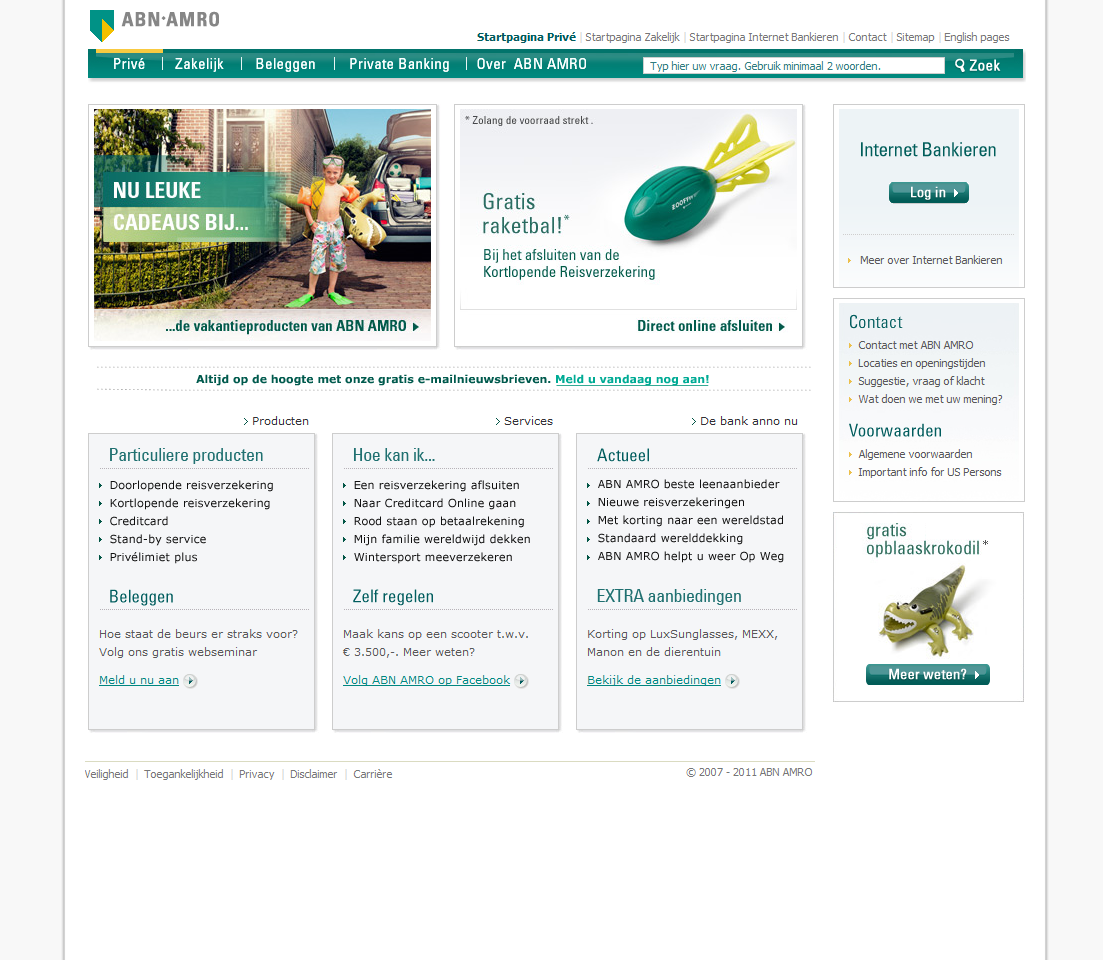 ABN·AMRO
Startpagina Privé | Startpagina Zakelijk | Startpagina Internet Bankieren | Contact | Sitemap | English pages
Privé | Zakelijk | Beleggen | Private Banking | Over ABN AMRO
Typ hier uw vraag. Gebruik minimaal 2 woorden.
Zoek
NU LEUKE
CADEAUS BIJ...
...de vakantieproducten van ABN AMRO
* Zolang de voorraad strekt .
Gratis
raketbal!*
Bij het afsluiten van de
Kortlopende Reisverzekering
Direct online afsluiten
Internet Bankieren
Log in
Meer over Internet Bankieren
Contact
Contact met ABN AMRO
Locaties en openingstijden
Suggestie, vraag of klacht
Wat doen we met uw mening?
Voorwaarden
Algemene voorwaarden
Important info for US Persons
gratis
opblaaskrokodil*
Meer weten?
Altijd op de hoogte met onze gratis e-mailnieuwsbrieven. Meld u vandaag nog aan!
Producten
Particuliere producten
Doorlopende reisverzekering
Kortlopende reisverzekering
Creditcard
Stand-by service
Privélimiet plus
Beleggen
Hoe staat de beurs er straks voor?
Volg ons gratis webseminar
Meld u nu aan
Services
Hoe kan ik...
Een reisverzekering aflsuiten
Naar Creditcard Online gaan
Rood staan op betaalrekening
Mijn familie wereldwijd dekken
Wintersport meeverzekeren
Zelf regelen
Maak kans op een scooter t.w.v.
€ 3.500,-. Meer weten?
Volg ABN AMRO op Facebook
De bank anno nu
Actueel
ABN AMRO beste leenaanbieder
Nieuwe reisverzekeringen
Met korting naar een wereldstad
Standaard werelddekking
ABN AMRO helpt u weer Op Weg
EXTRA aanbiedingen
Korting op LuxSunglasses, MEXX,
Manon en de dierentuin
Bekijk de aanbiedingen
Veiligheid | Toegankelijkheid | Privacy | Disclaimer | Carrière
© 2007 - 2011 ABN AMRO